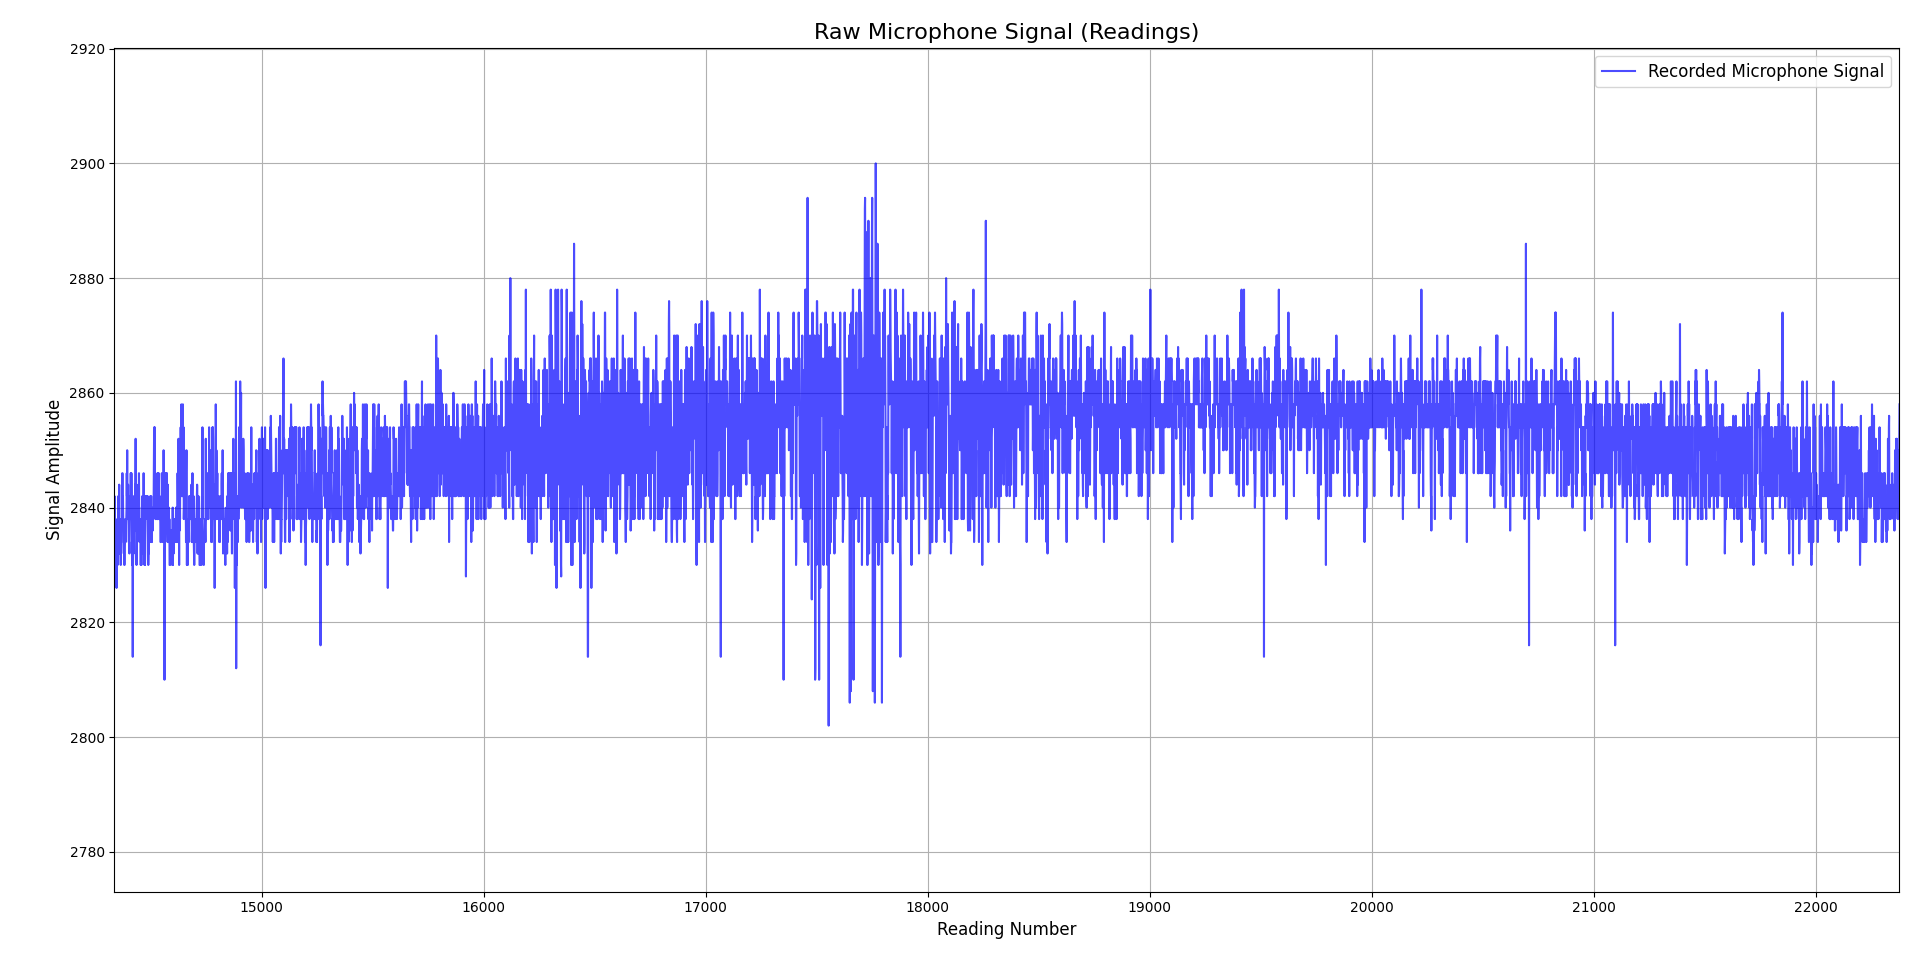 Raw Microphone Signal (Readings)
Recorded Microphone Signal
Signal Amplitude
2920
2900
2880
2860
2840
2820
2800
2780
15000 16000 17000 18000 19000 20000 21000 22000
Reading Number